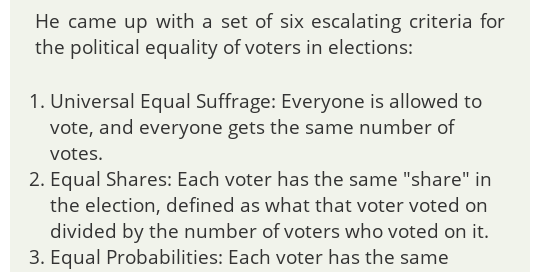 He came up with a set of six escalating criteria for
the political equality of voters in elections:
1. Universal Equal Suffrage: Everyone is allowed to
vote, and everyone gets the same number of
votes.
2. Equal Shares: Each voter has the same "share" in
the election, defined as what that voter voted on
divided by the number of voters who voted on it.
3. Equal Probabilities: Each voter has the same